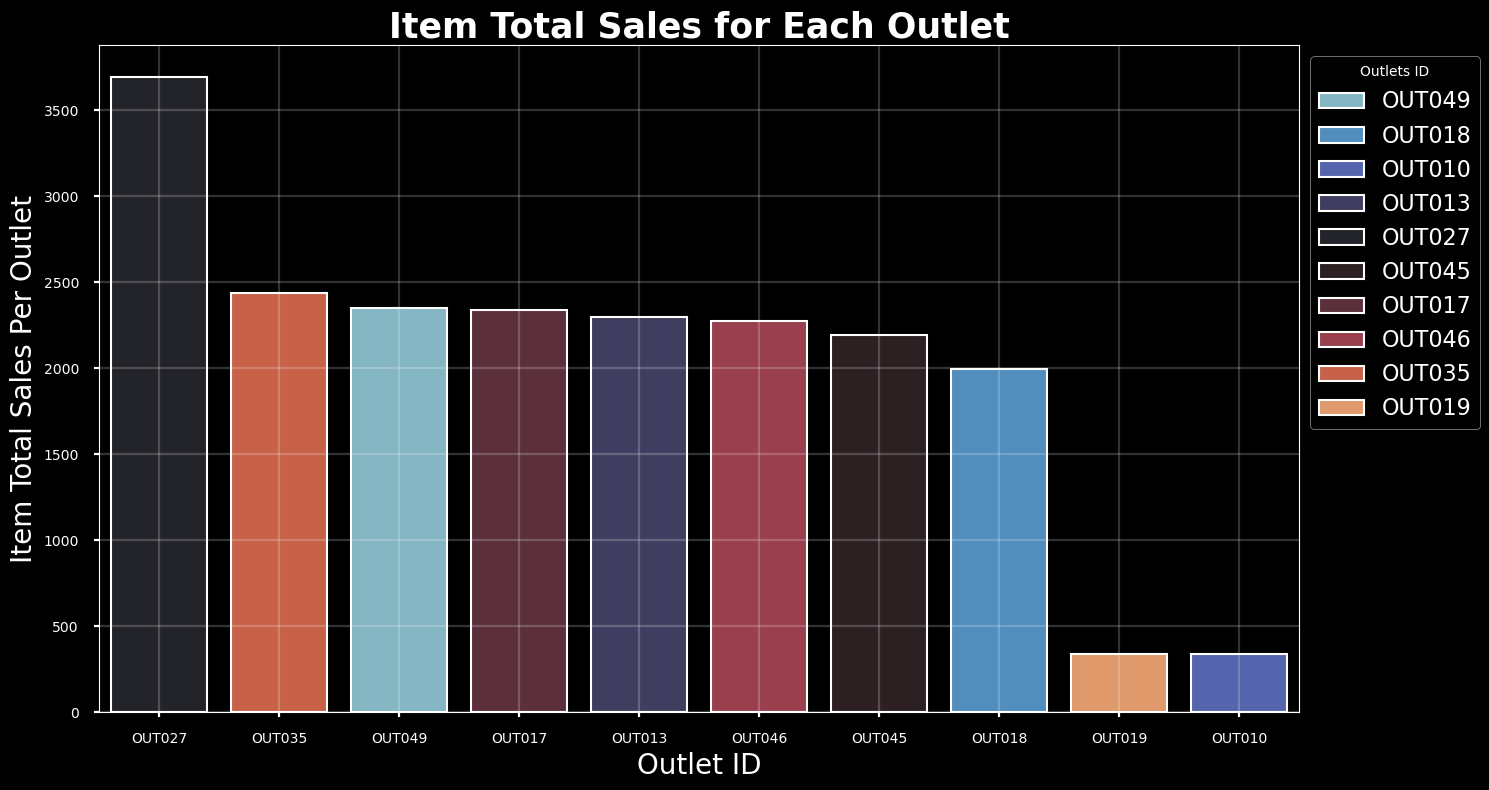 Item Total Sales for Each Outlet
Item Total Sales Per Outlet
3500
3000
2500
2000
1500
1000
500
0
OUT027 OUT035 OUT049 OUT017 OUT013 OUT046 OUT045 OUT018 OUT019 OUT010
Outlet ID
Outlets ID
OUT049
OUT018
OUT010
OUT013
OUT027
OUT045
OUT017
OUT046
OUT035
OUT019